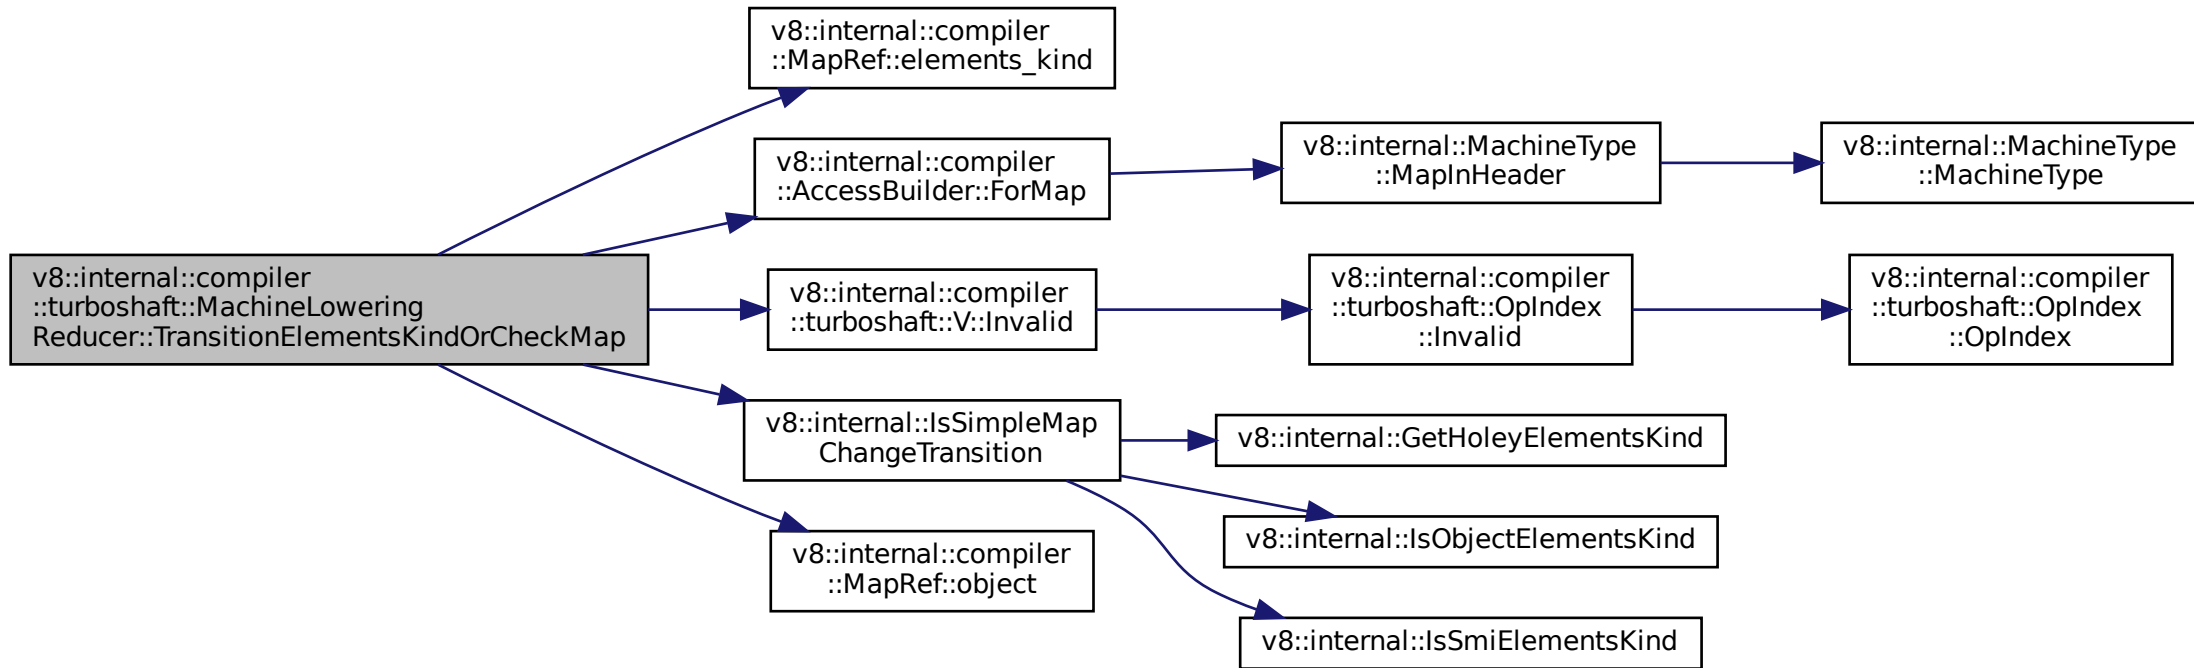 v8::internal::compiler
::MapRef::elements_kind
v8::internal::compiler
::AccessBuilder::ForMap
v8::internal::MachineType
::MapInHeader
v8::internal::MachineType
::MachineType
v8::internal::compiler
::turboshaft::MachineLowering
Reducer::TransitionElementsKindOrCheckMap
v8::internal::compiler
::turboshaft::V::Invalid
v8::internal::compiler
::turboshaft::OpIndex
::Invalid
v8::internal::compiler
::turboshaft::OpIndex
::OpIndex
v8::internal::IsSimpleMap
ChangeTransition
v8::internal::GetHoleyElementsKind
v8::internal::IsObjectElementsKind
v8::internal::compiler
::MapRef::object
v8::internal::IsSmiElementsKind